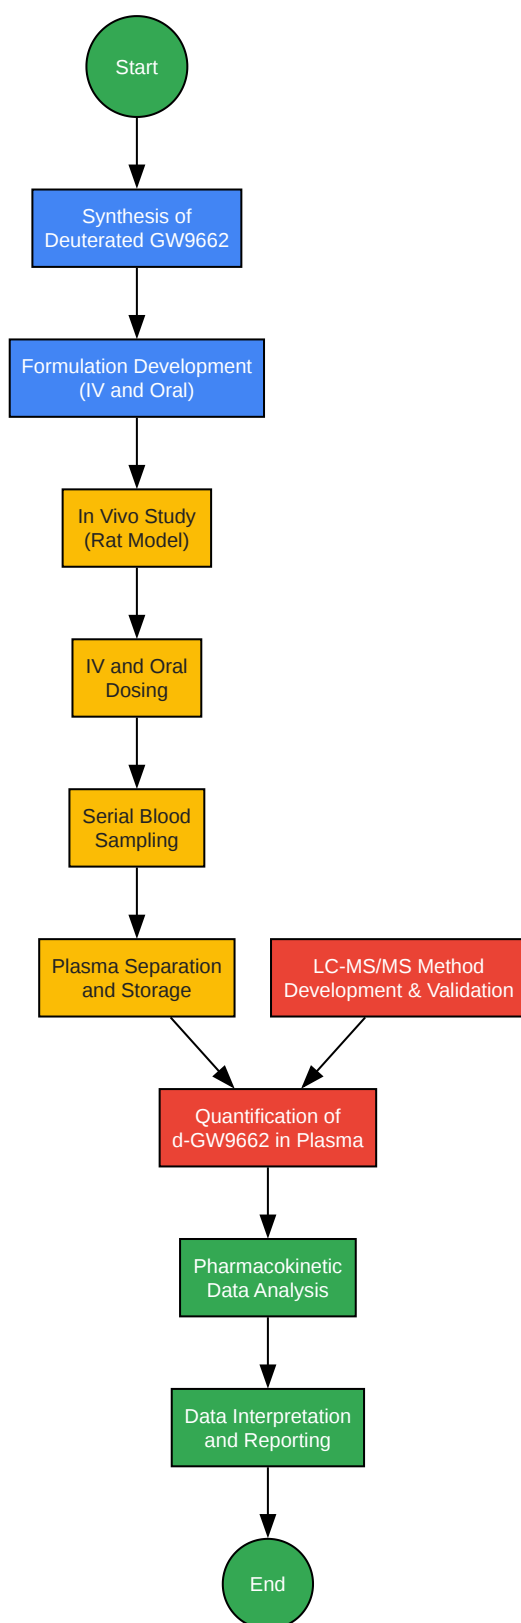 Start
Synthesis of
Deuterated GW9662
Formulation Development
(IV and Oral)
In Vivo Study
(Rat Model)
IV and Oral
Dosing
Serial Blood
Sampling
Plasma Separation
and Storage
LC-MS/MS Method
Development & Validation
Quantification of
d-GW9662 in Plasma
Pharmacokinetic
Data Analysis
Data Interpretation
and Reporting
End